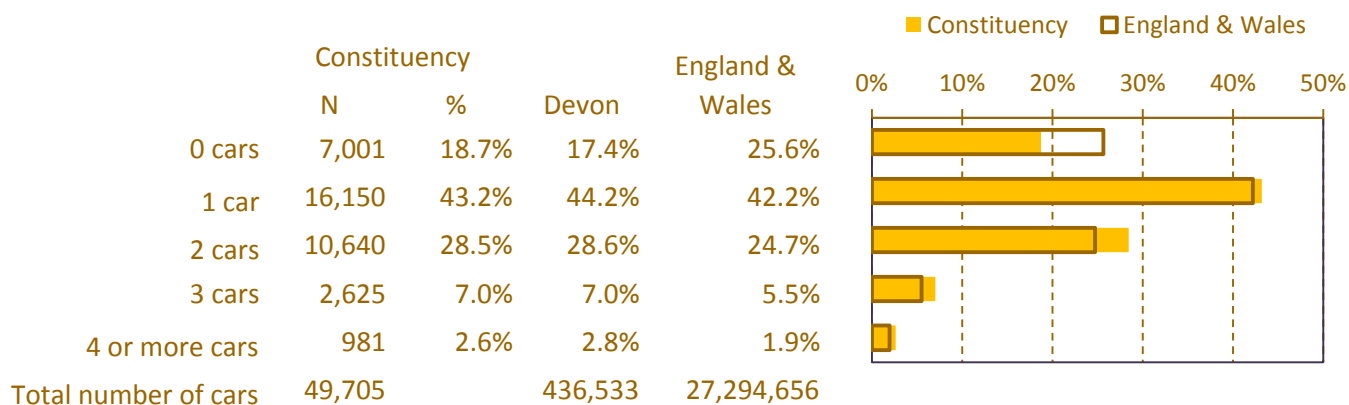 Constituency England & Wales
Constituency England &
N % Devon Wales
0% 10% 20% 30% 40% 50%
0 cars 7,001 18.7% 17.4% 25.6%
1 car 16,150 43.2% 44.2% 42.2%
2 cars 10,640 28.5% 28.6% 24.7%
3 cars 2,625 7.0% 7.0% 5.5%
4 or more cars 981 2.6% 2.8% 1.9%
Total number of cars 49,705 436,533 27,294,656